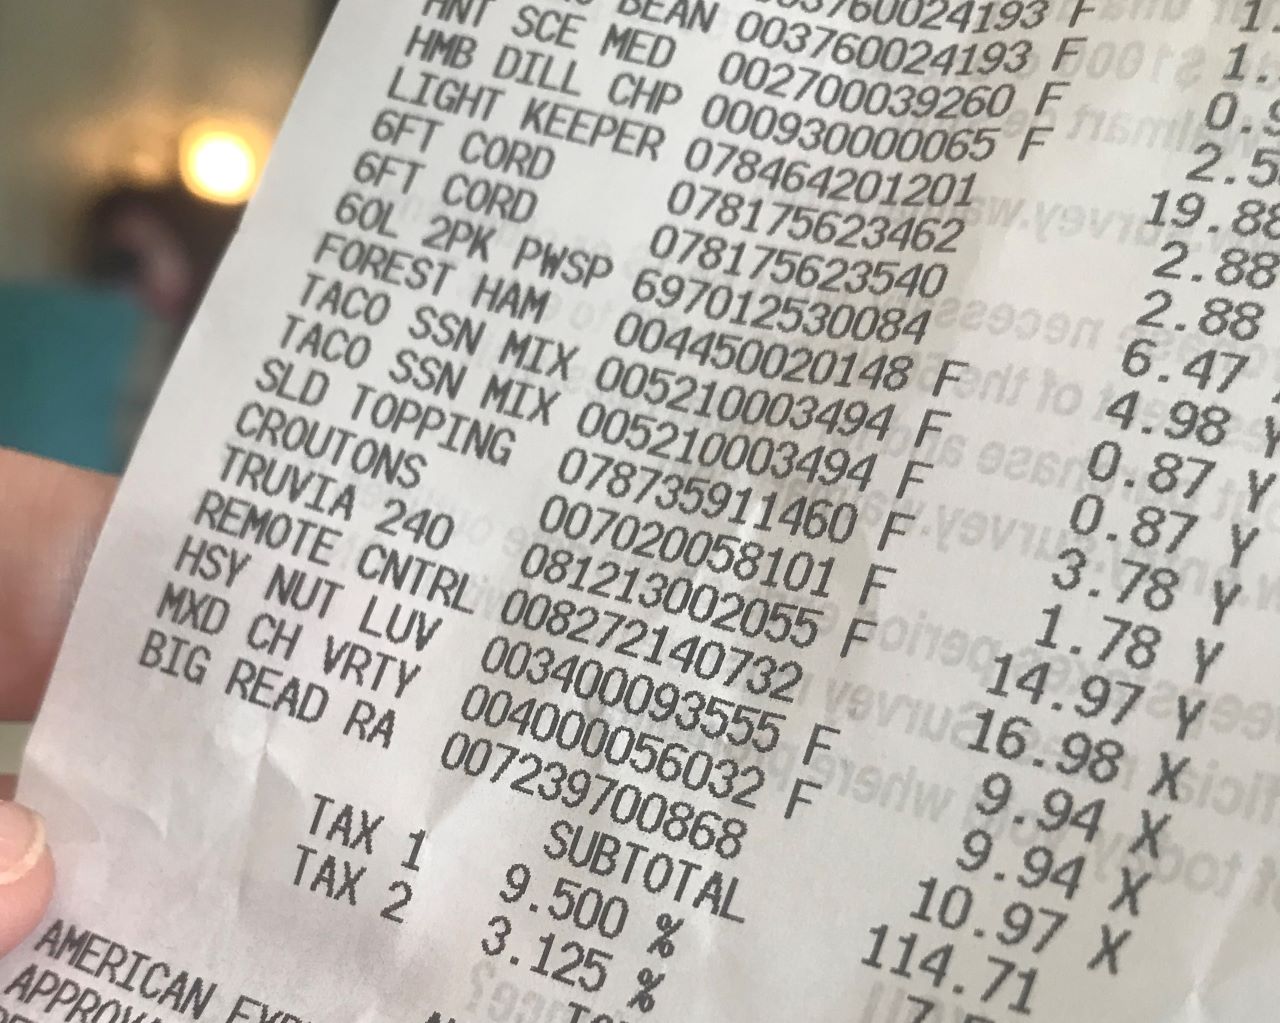 BEAN 003760024193 F 1.
HNT SCE MED 002700039260 F 0.9
HMB DILL CHP 000930000065 F 2.5
LIGHT KEEPER 078464201201 19.88
6FT CORD 078175623462 2.88
6FT CORD 078175623540 2.88
60L 2PK PWSP 697012530084 6.47
FOREST HAM 004450020148 F 4.98 Y
TACO SSN MIX 005210003494 F 0.87 Y
TACO SSN MIX 005210003494 F 0.87 Y
SLD TOPPING 078735911460 F 3.78 Y
CROUTONS 007020058101 F 1.78 Y
TRUVIA 240 081213002055 F 14.97 Y
REMOTE CNTRL 008272140732 16.98 X
HSY NUT LUV 003400093555 F 9.94 X
MXD CH VRTY 004000056032 F 9.94 X
BIG READ RA 007239700868 10.97 X
SUBTOTAL 114.71
TAX 1 9.500 %
TAX 2 3.125 %
AMERICAN